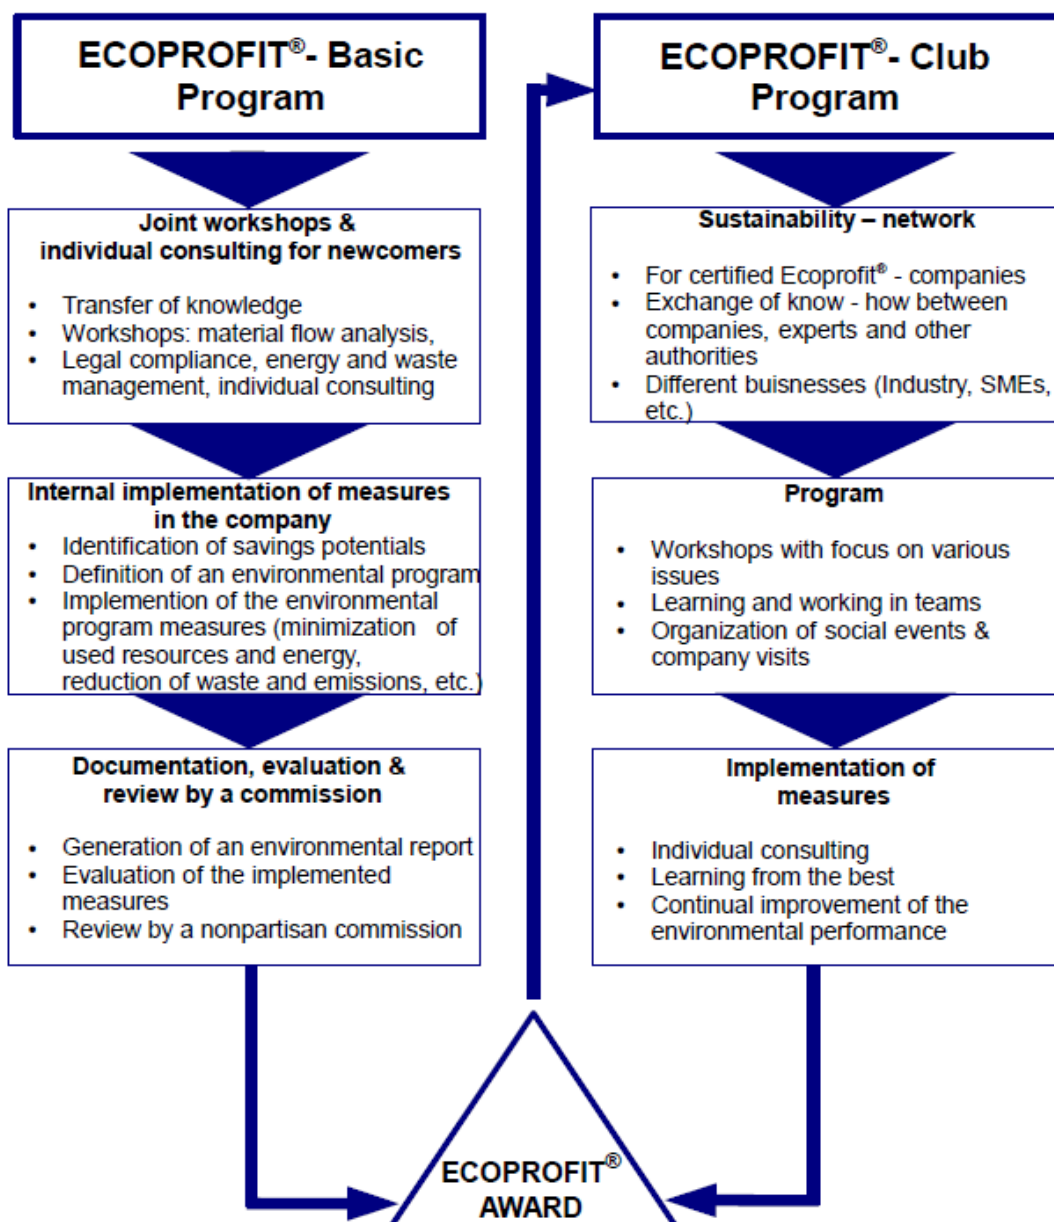 ECOPROFIT®- Basic
Program
Joint workshops &
individual consulting for newcomers
• Transfer of knowledge
• Workshops: material flow analysis,
• Legal compliance, energy and waste
management, individual consulting
Internal implementation of measures
in the company
• Identification of savings potentials
• Definition of an environmental program
• Implemention of the environmental
program measures (minimization of
used resources and energy,
reduction of waste and emissions, etc.)
Documentation, evaluation &
review by a commission
• Generation of an environmental report
• Evaluation of the implemented
measures
• Review by a nonpartisan commission
ECOPROFIT®- Club
Program
Sustainability – network
• For certified Ecoprofit® - companies
• Exchange of know - how between
companies, experts and other
authorities
• Different buisnesses (Industry, SMEs,
etc.)
Program
• Workshops with focus on various
issues
• Learning and working in teams
• Organization of social events &
company visits
Implementation of
measures
• Individual consulting
• Learning from the best
• Continual improvement of the
environmental performance
ECOPROFIT®
AWARD